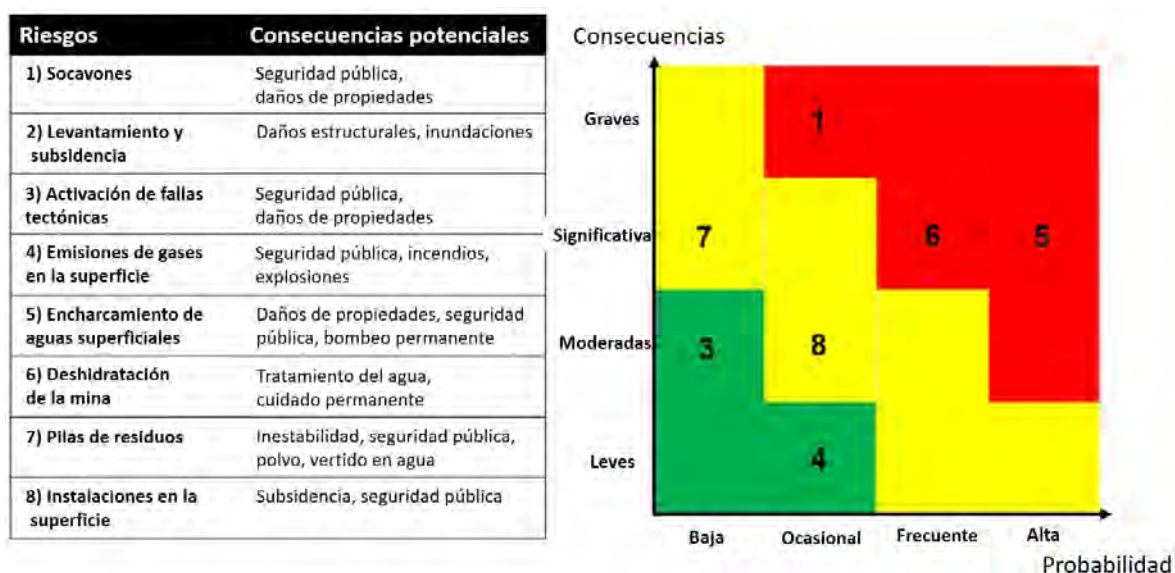 Riesgos Consecuencias potenciales
1) Socavones Seguridad pública,
daños de propiedades
2) Levantamiento y Daños estructurales, inundaciones
subsidencia
3) Activación de fallas Seguridad pública,
tectónicas daños de propiedades
4) Emisiones de gases Seguridad pública, incendios,
en la superficie explosiones
5) Encharcamiento de Daños de propiedades, seguridad
aguas superficiales pública, bombeo permanente
6) Deshidratación Tratamiento del agua,
de la mina cuidado permanente
7) Pilas de residuos Inestabilidad, seguridad pública,
polvo, vertido en agua
8) Instalaciones en la Subsidencia, seguridad pública
superficie
Consecuencias
Graves 1
Significativa 7 6 5
Moderadas 3 8
Leves 4
Baja Ocasional Frecuente Alta
Probabilidad